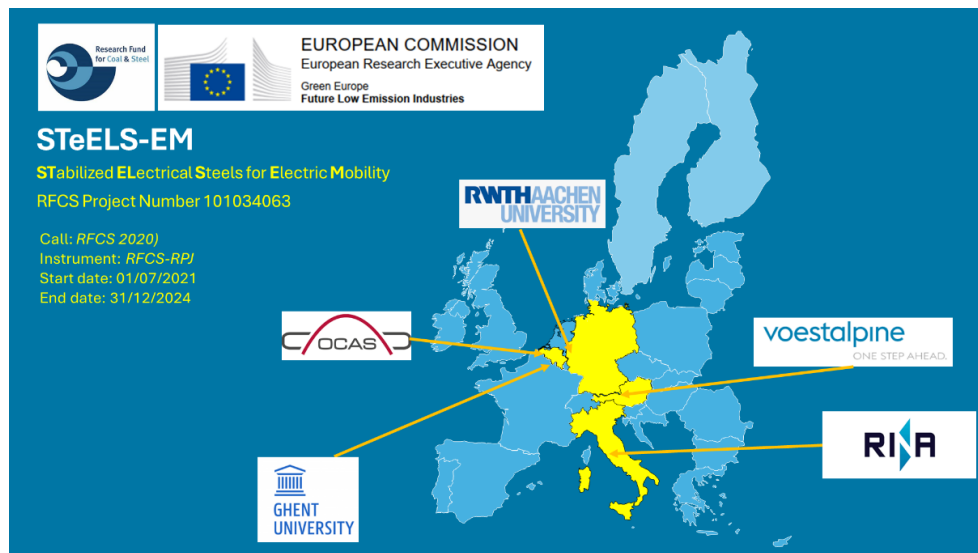 Research Fund
for Coal & Steel
EUROPEAN COMMISSION
European Research Executive Agency
Green Europe
Future Low Emission Industries
STeELS-EM
STabilized ELectrical Steels for Electric Mobility
RFCS Project Number 101034063
Call: RFCS 2020)
Instrument: RFCS-RPJ
Start date: 01/07/2021
End date: 31/12/2024
RWTHAACHEN
UNIVERSITY
OCAS
voestalpine
ONE STEP AHEAD.
RINA
GHENT
UNIVERSITY